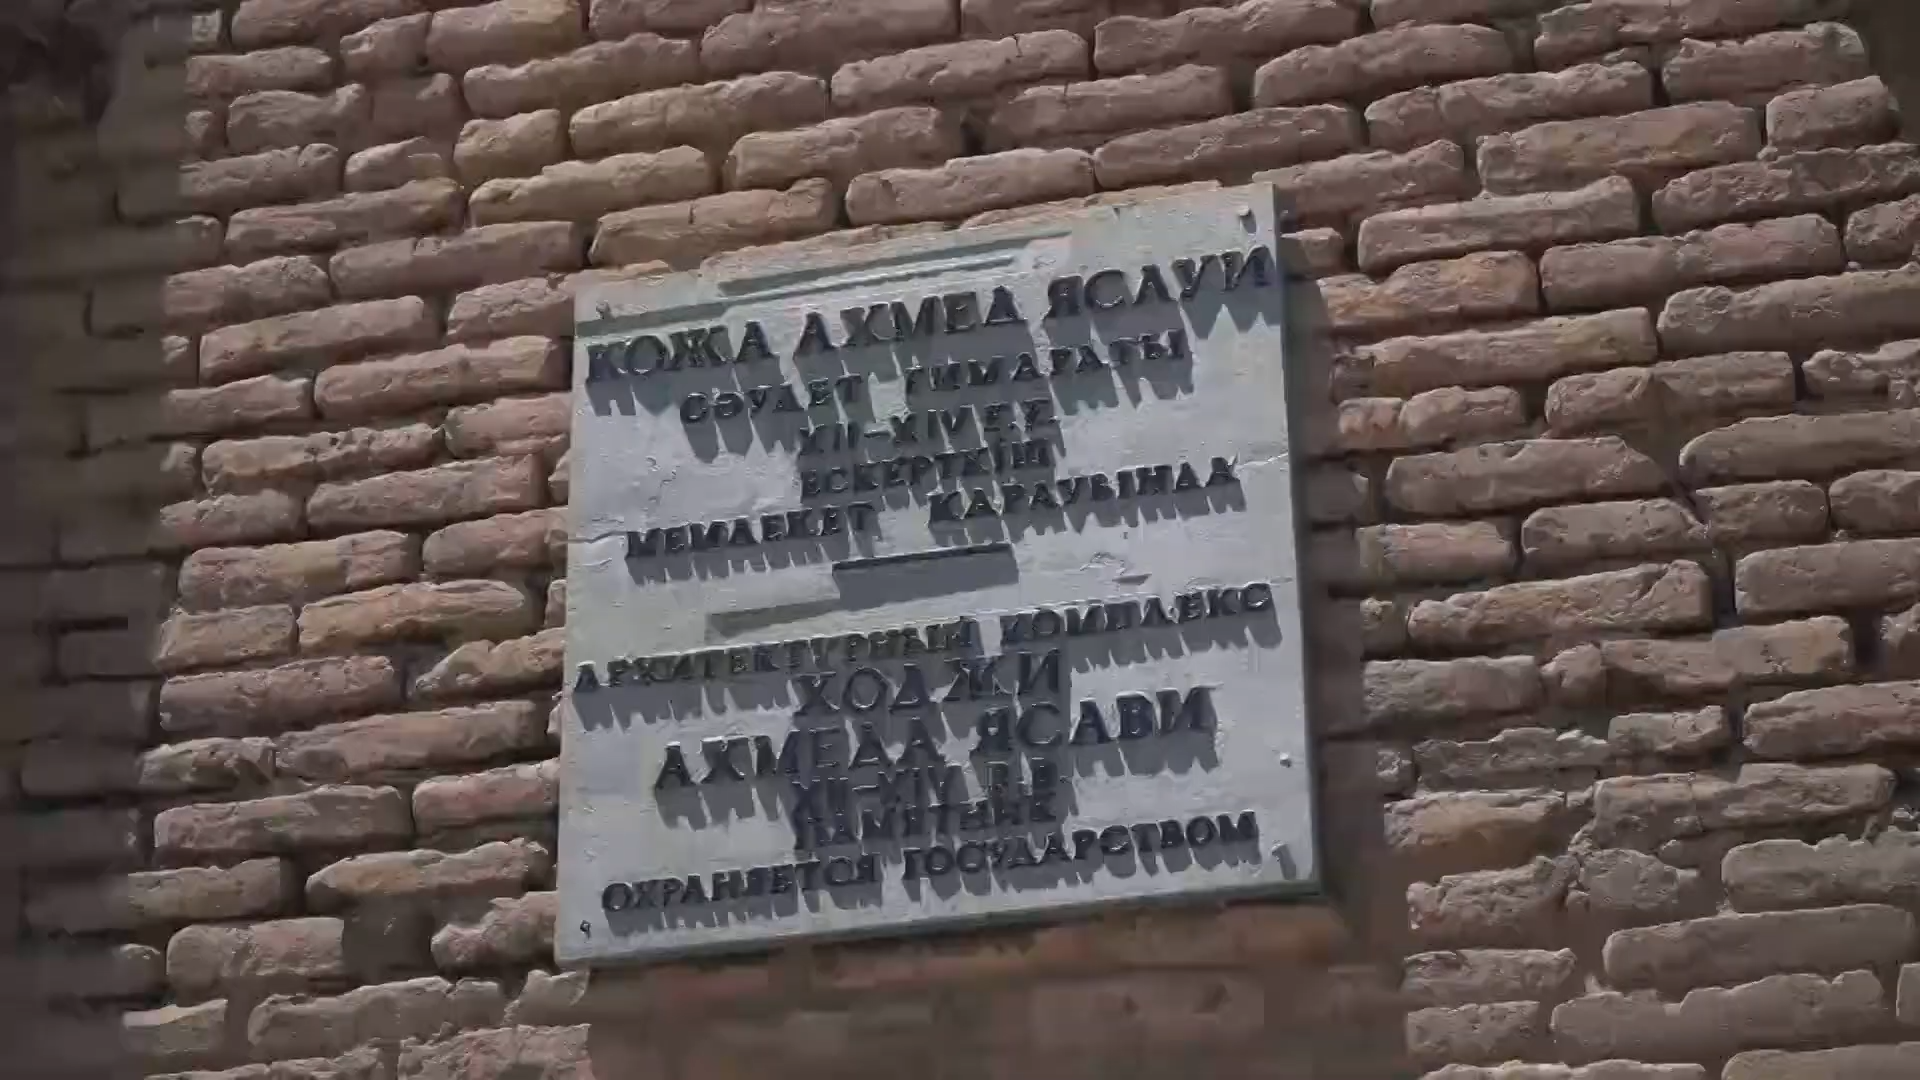 КОЖА АХМЕД ЯСАУИ
СӘУЛЕТ ҒИМАРАТЫ
XII-XIV Ғ.Ғ.
ЕСКЕРТКІШ
МЕМЛЕКЕТ ҚАРАУЫНДА
АРХИТЕКТУРНЫЙ КОМПЛЕКС
ХОДЖИ
АХМЕДА ЯСАВИ
XII-XIV В.В.
ПАМЯТНИК
ОХРАНЯЕТСЯ ГОСУДАРСТВОМ